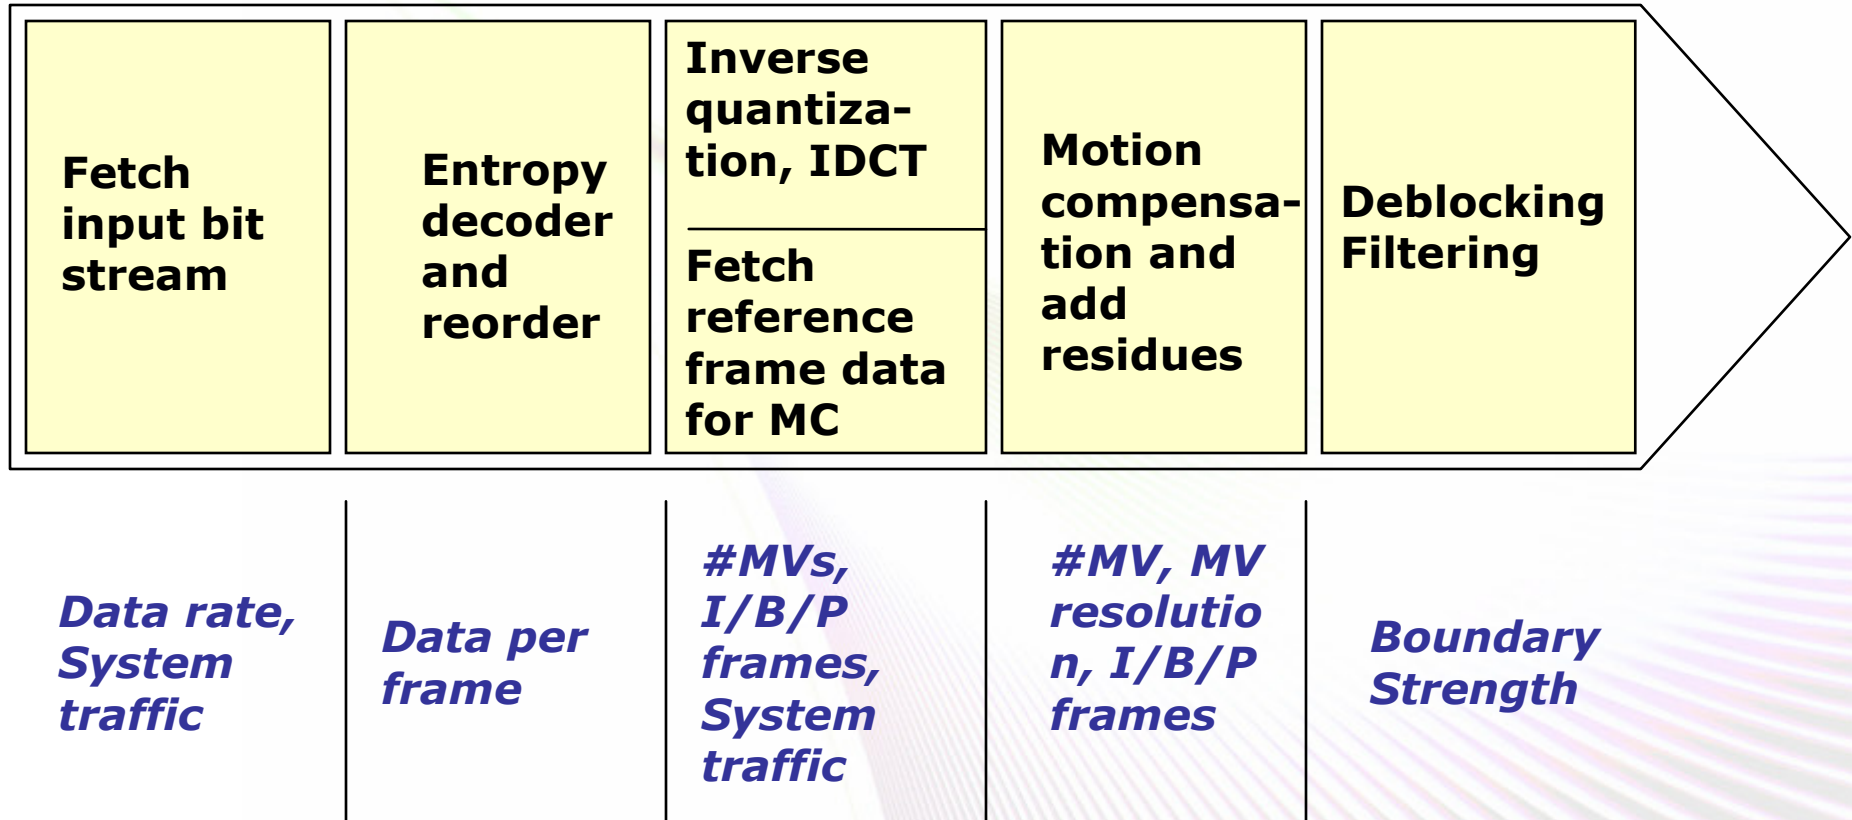 Fetch
input bit
stream
Entropy
decoder
and
reorder
Inverse
quantiza-
tion, IDCT
Fetch
reference
frame data
for MC
Motion
compensa-
tion and
add
residues
Deblocking
Filtering
Data rate,
System
traffic
Data per
frame
#MVs,
I/B/P
frames,
System
traffic
#MV, MV
resolutio
n, I/B/P
frames
Boundary
Strength